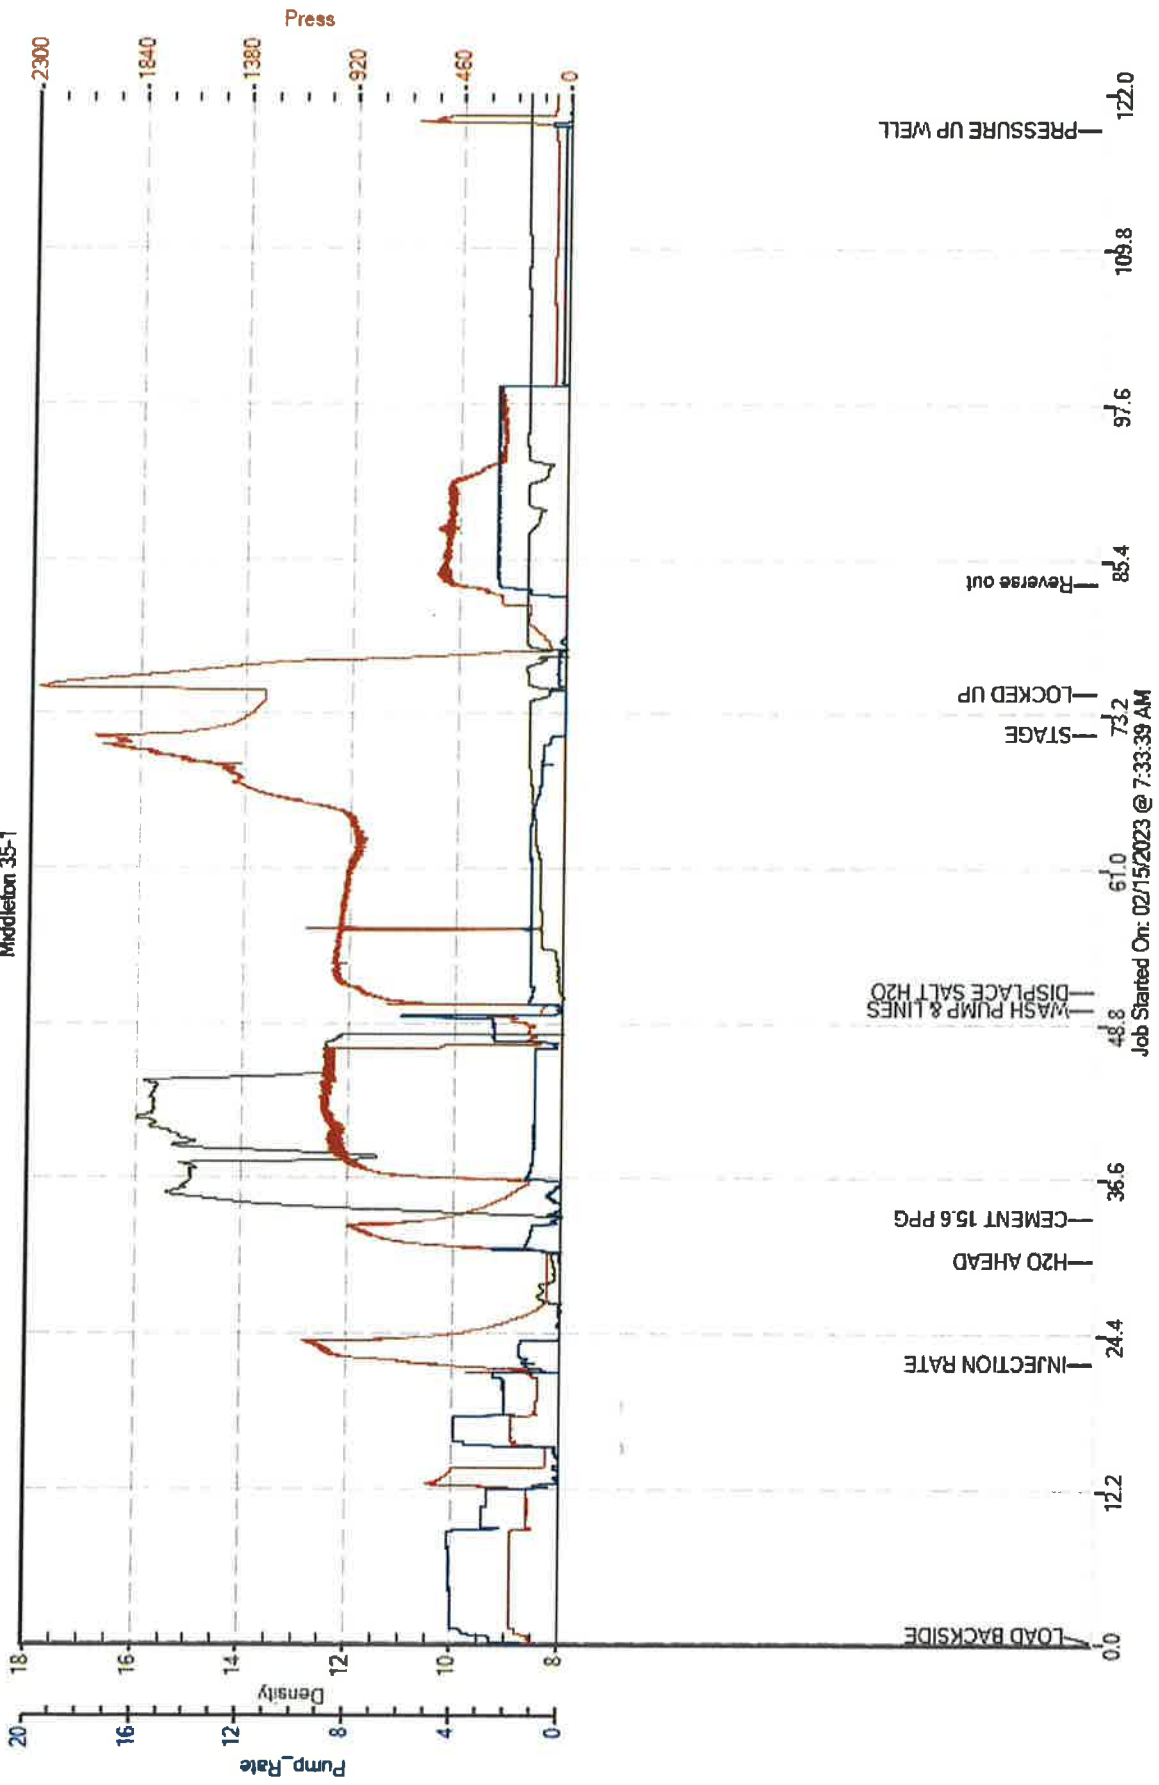 Middleton 35-1
Press
2300
1840
1380
920
460
0
18
16
14
12
10
8
Density
20
16
12
8
4
0
Pump_Rate
LOAD BACKSIDE
INJECTION RATE
H2O AHEAD
CEMENT 15.6 PPG
WASH PUMP & LINES
DISPLACE SALT H2O
STAGE
LOCKED UP
Reverse out
PRESSURE UP WELL
0.0
12.2
24.4
36.6
48.8
61.0
73.2
85.4
97.6
109.8
122.0
Job Started On: 02/15/2023 @ 7:33:39 AM